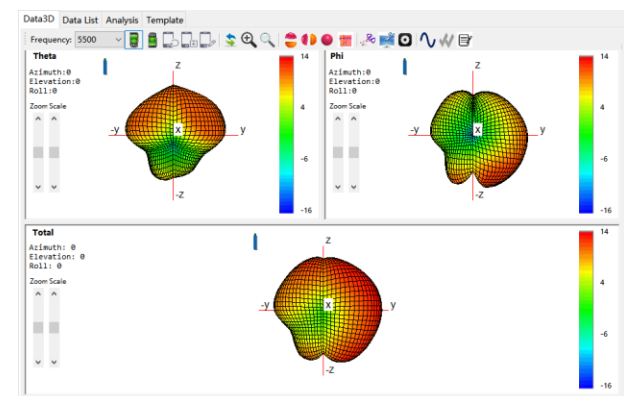 Data3D Data List Analysis Template
Frequency: 5500
Theta
Azimuth:0
Elevation:0
Roll:0
Zoom Scale
z
-y
x
y
-z
14
4
-6
-16
Phi
Azimuth:0
Elevation:0
Roll:0
Zoom Scale
z
-y
x
y
-z
14
4
-6
-16
Total
Azimuth: 0
Elevation: 0
Roll: 0
Zoom Scale
z
-y
x
y
-z
14
4
-6
-16